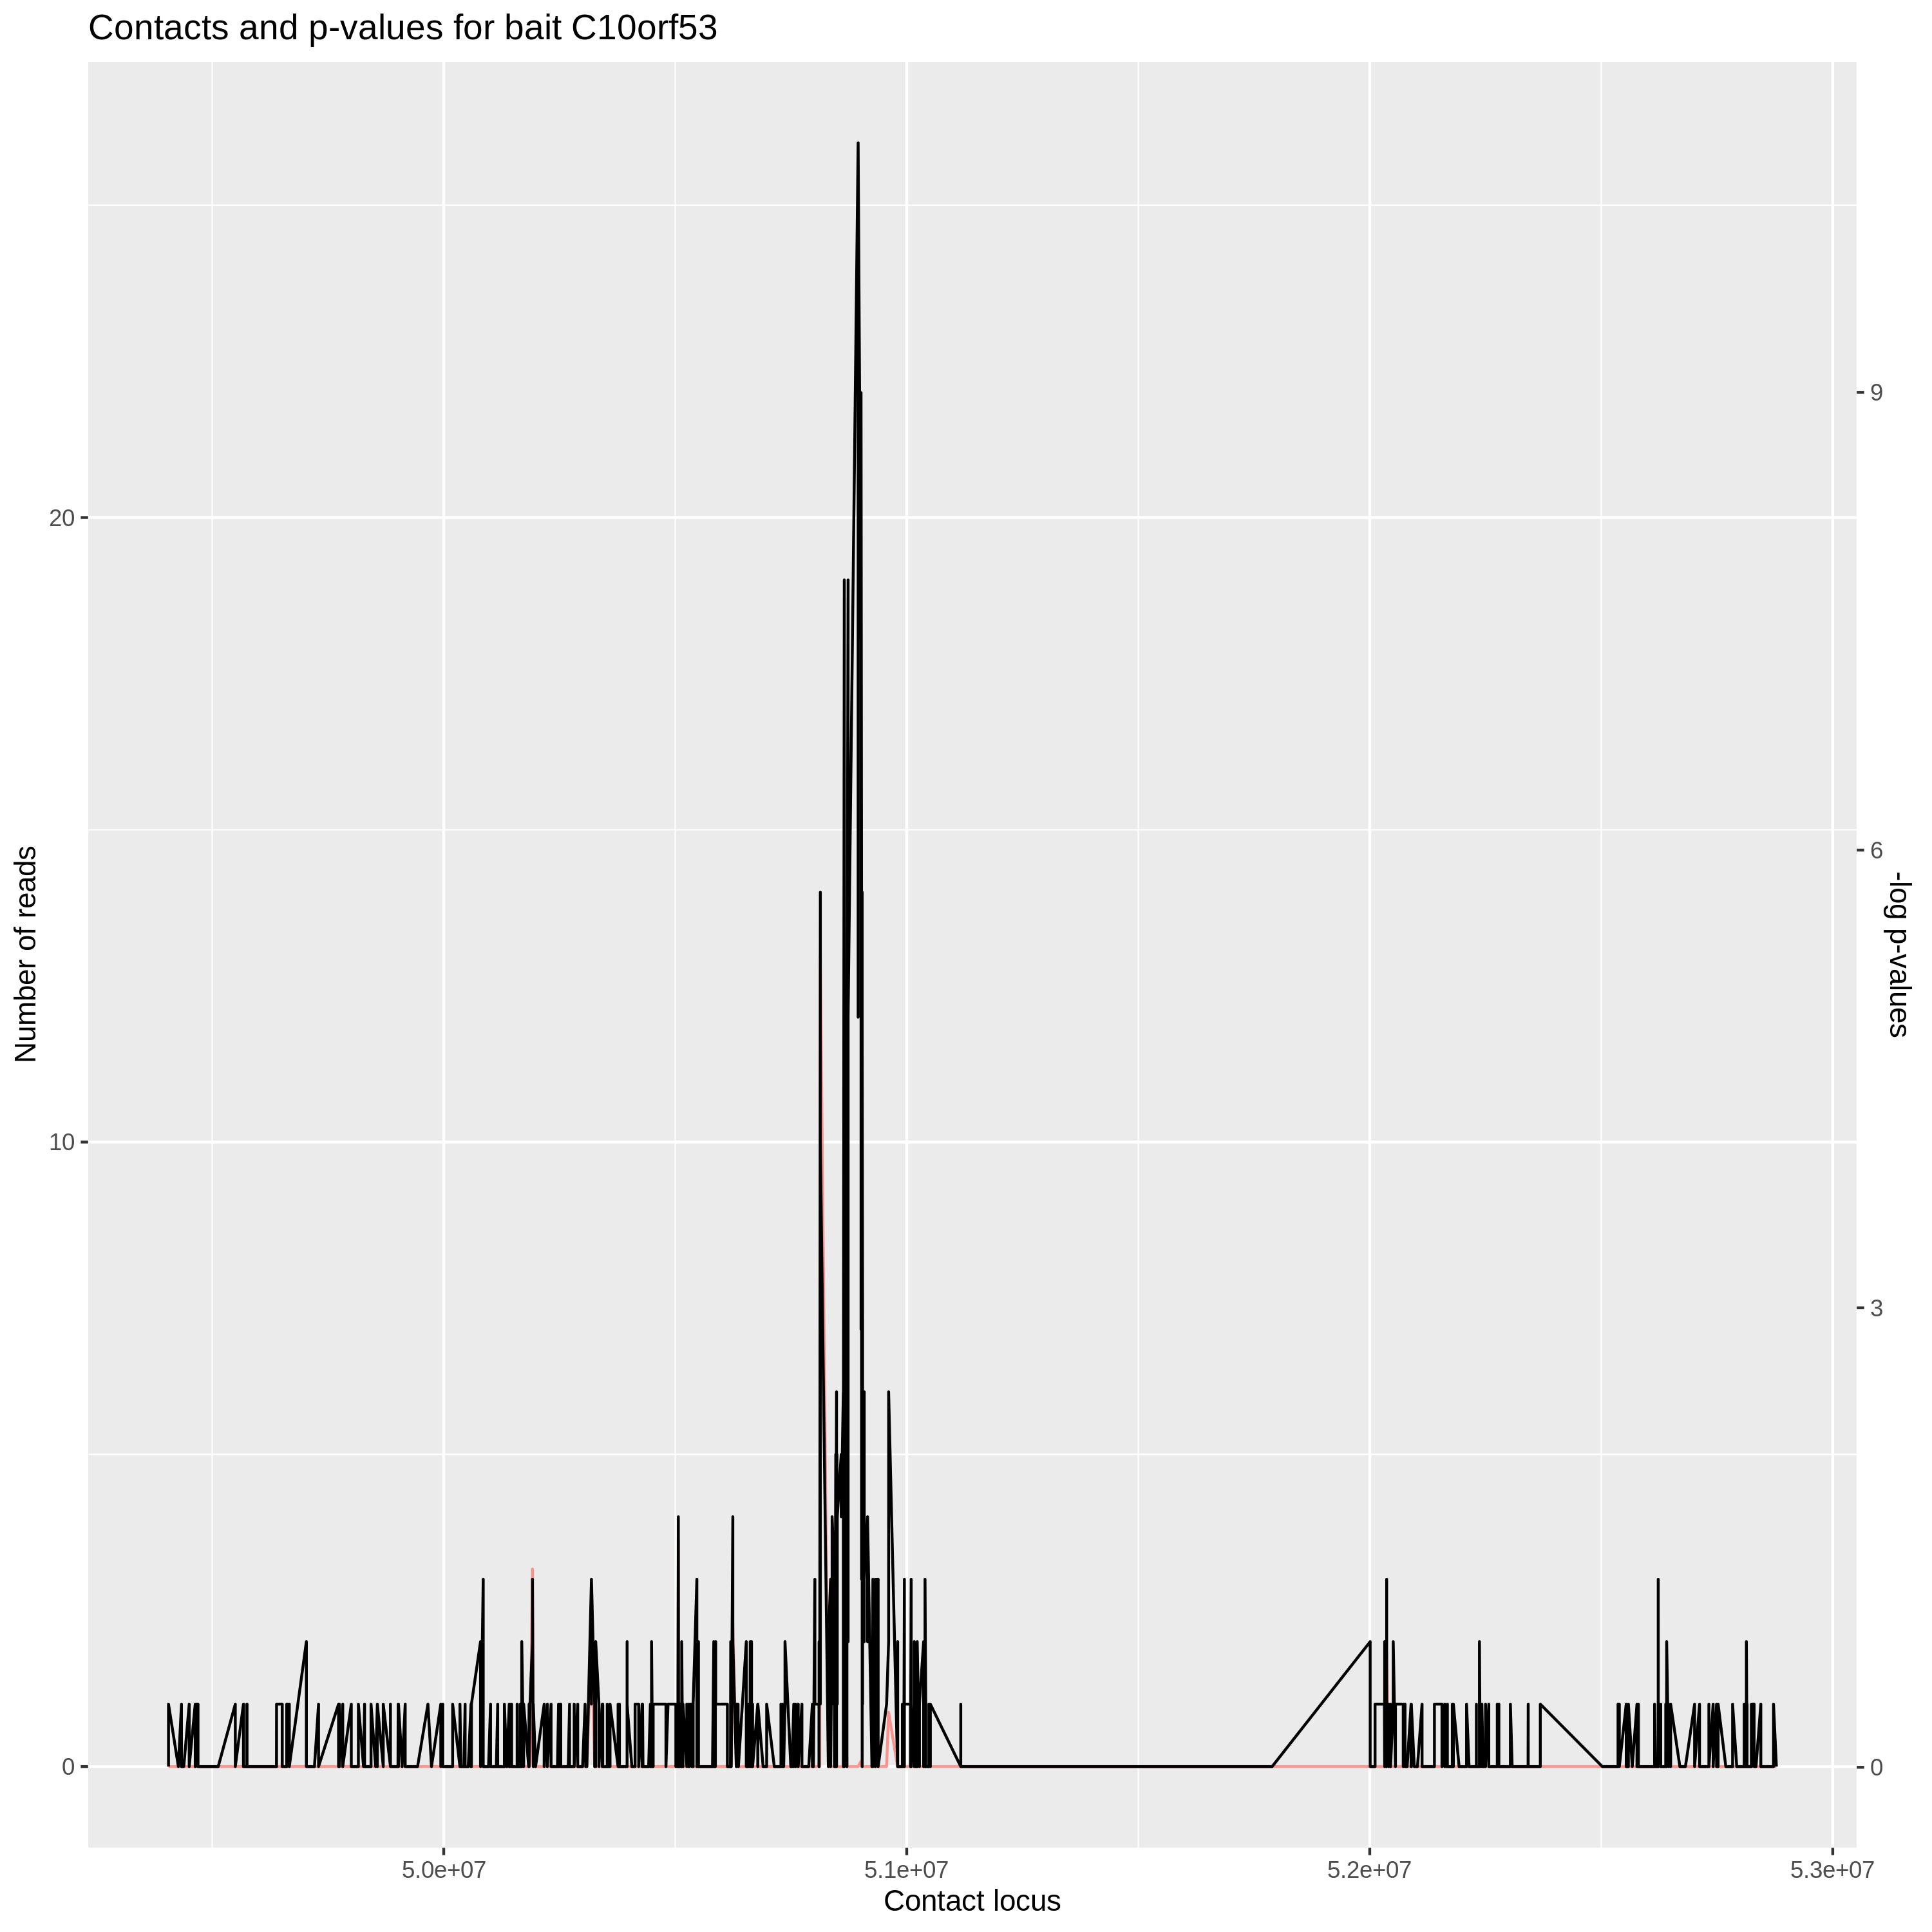 Contacts and p-values for bait C10orf53
Number of reads
20
10
0
9
6
3
0
-log p-values
5.0e+07
5.1e+07
5.2e+07
5.3e+07
Contact locus